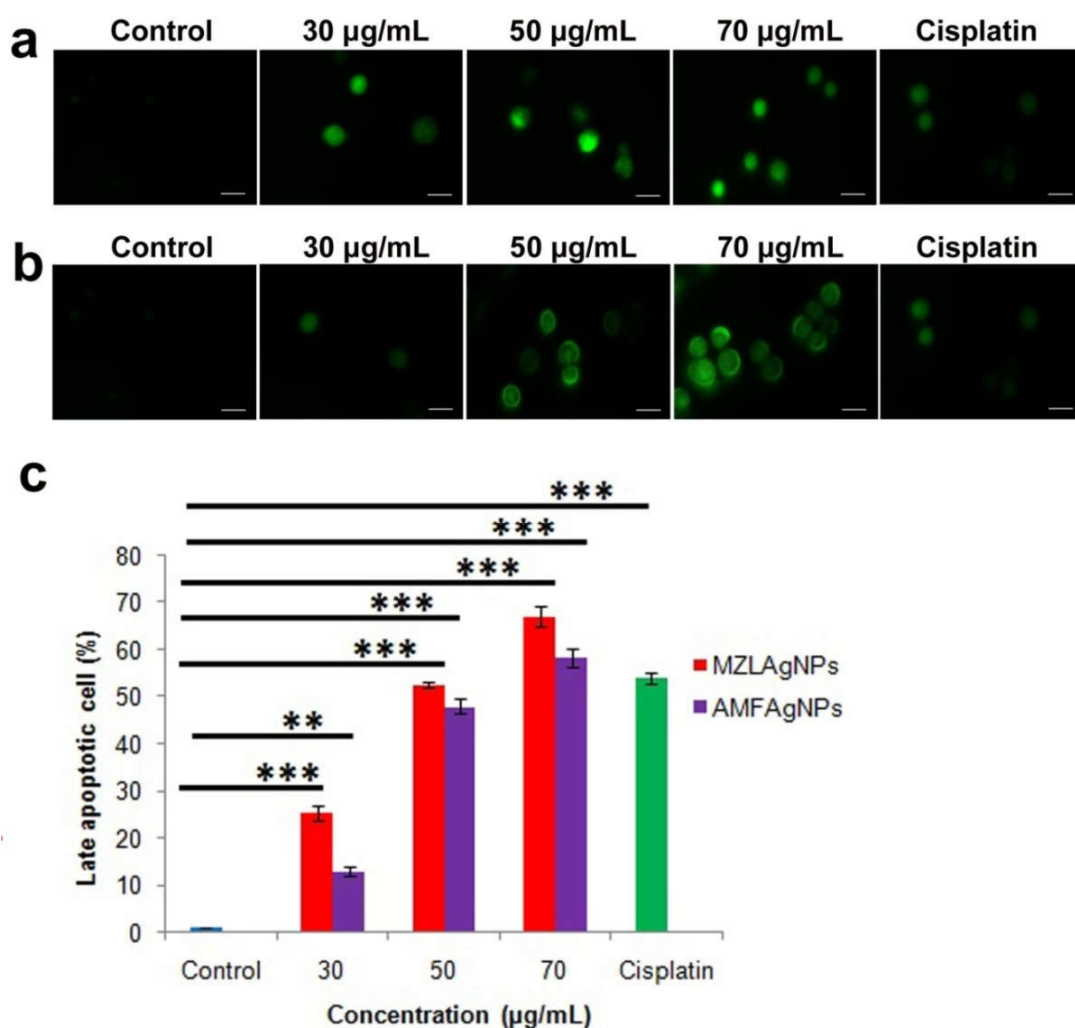 a
Control 30 µg/mL 50 µg/mL 70 µg/mL Cisplatin
b
Control 30 µg/mL 50 µg/mL 70 µg/mL Cisplatin
c
***
***
***
***
***
**
***
80
70
60
50
40
30
20
10
0
Late apoptotic cell (%)
MZLAgNPs
AMFAgNPs
Control 30 50 70 Cisplatin
Concentration (µg/mL)